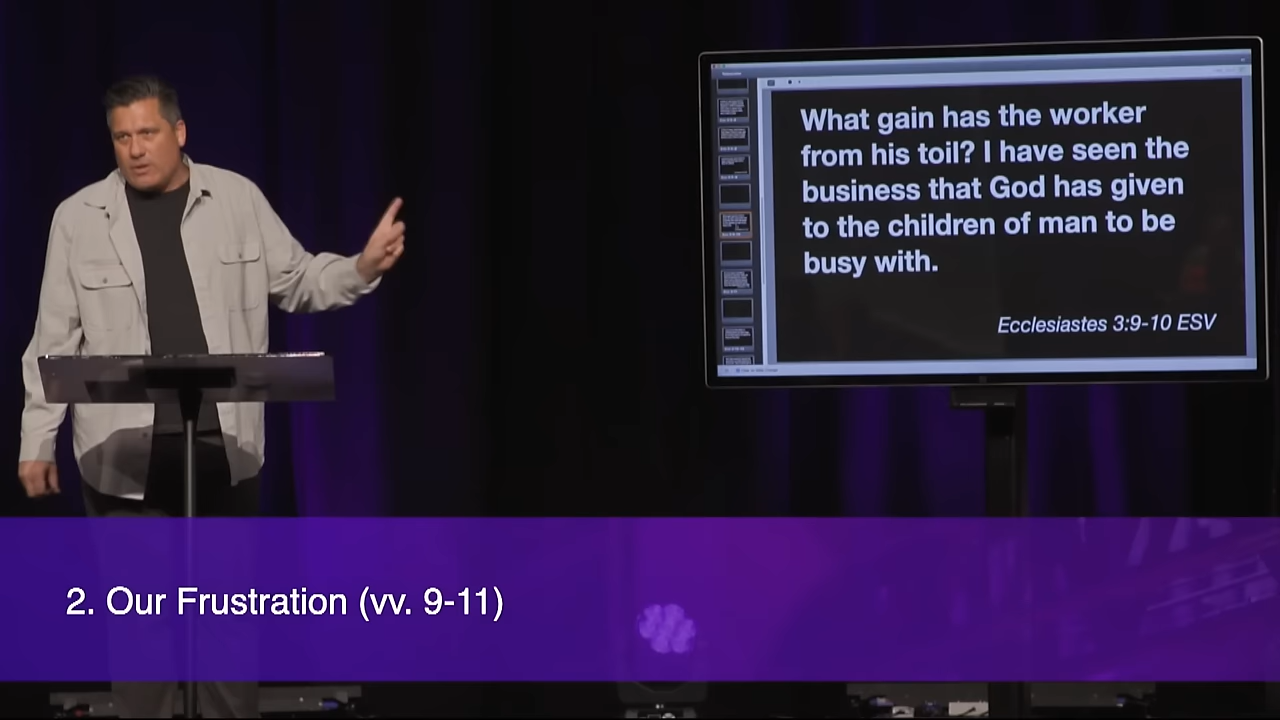 What gain has the worker
from his toil? I have seen the
business that God has given
to the children of man to be
busy with.
Ecclesiastes 3:9-10 ESV
2. Our Frustration (vv. 9-11)